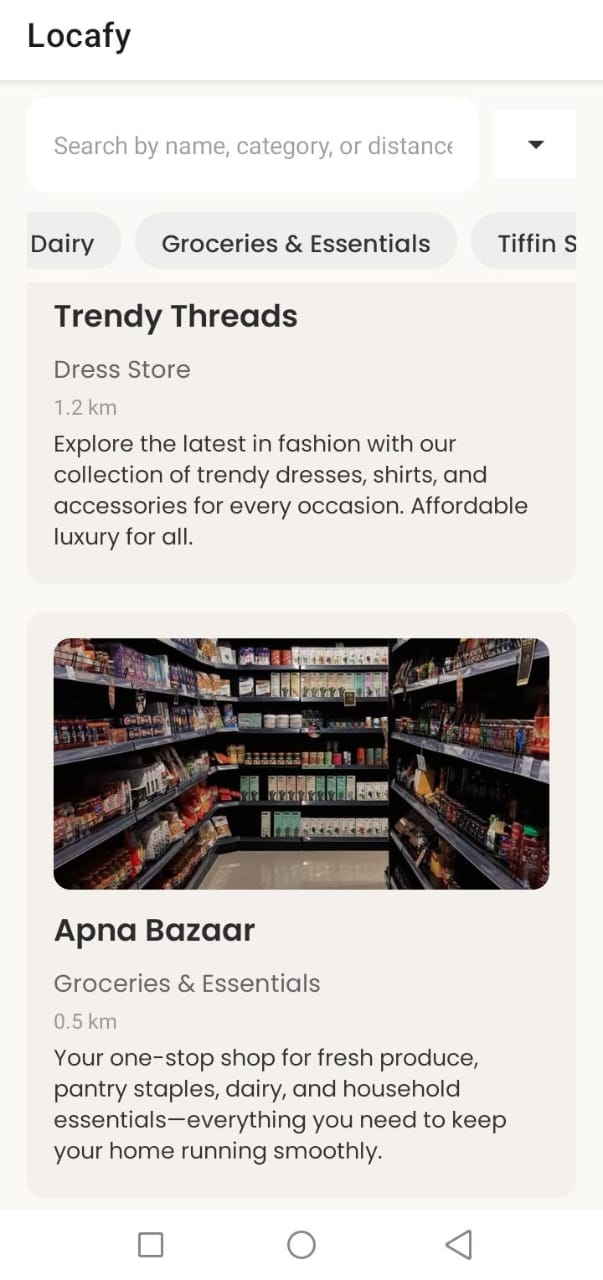 Locafy
Search by name, category, or distance
Dairy
Groceries & Essentials
Tiffin S
Trendy Threads
Dress Store
1.2 km
Explore the latest in fashion with our
collection of trendy dresses, shirts, and
accessories for every occasion. Affordable
luxury for all.
Apna Bazaar
Groceries & Essentials
0.5 km
Your one-stop shop for fresh produce,
pantry staples, dairy, and household
essentials—everything you need to keep
your home running smoothly.